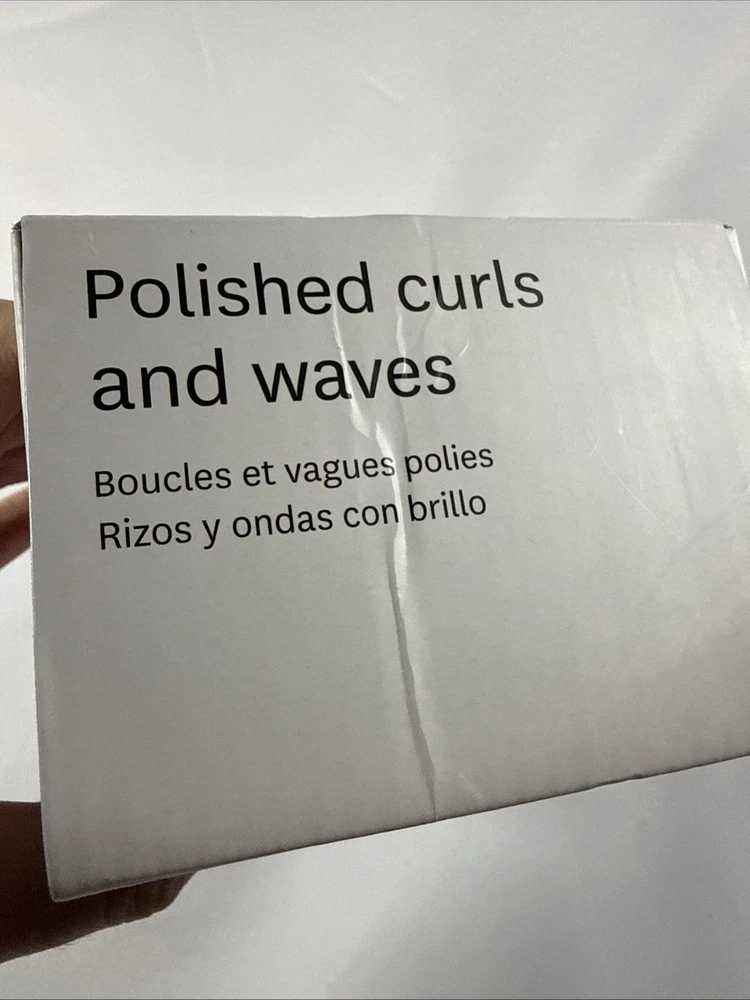 Polished curls
and waves
Boucles et vagues polies
Rizos y ondas con brillo